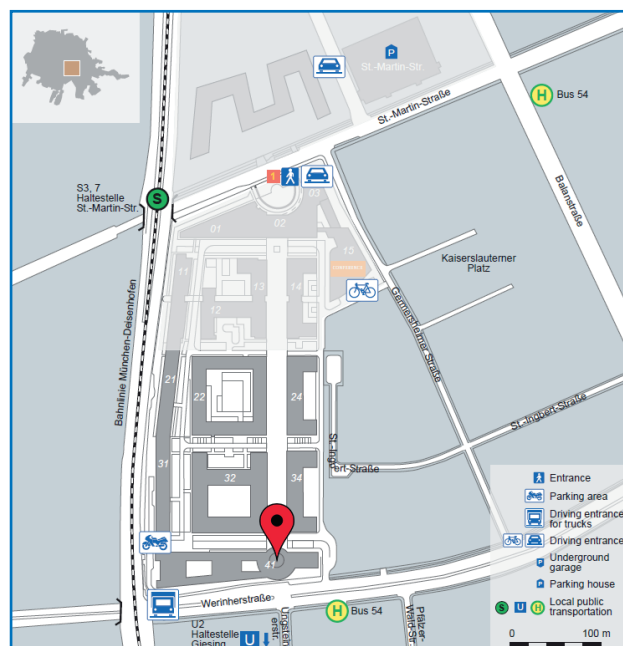 St.-Martin-Str.
St.-Martin-Straße
Bus 54
Balanstraße
S3, 7
Haltestelle
St.-Martin-Str.
S
1
03
02
01
15
11
13
14
12
Kaiserslauterner
Platz
Germersheimer Straße
Bahnlinie München-Deisenhofen
21
22
24
St.-Ingbert-Straße
St.-Ingbert-Straße
31
32
34
41
Werinherstraße
U2
Haltestelle
Giesing
U
Ungsteinerstr.
H
Bus 54
Pfälzer-
Wald-Str.
Entrance
Parking area
Driving entrance
for trucks
Driving entrance
Underground
garage
Parking house
S U H
Local public
transportation
0 100 m